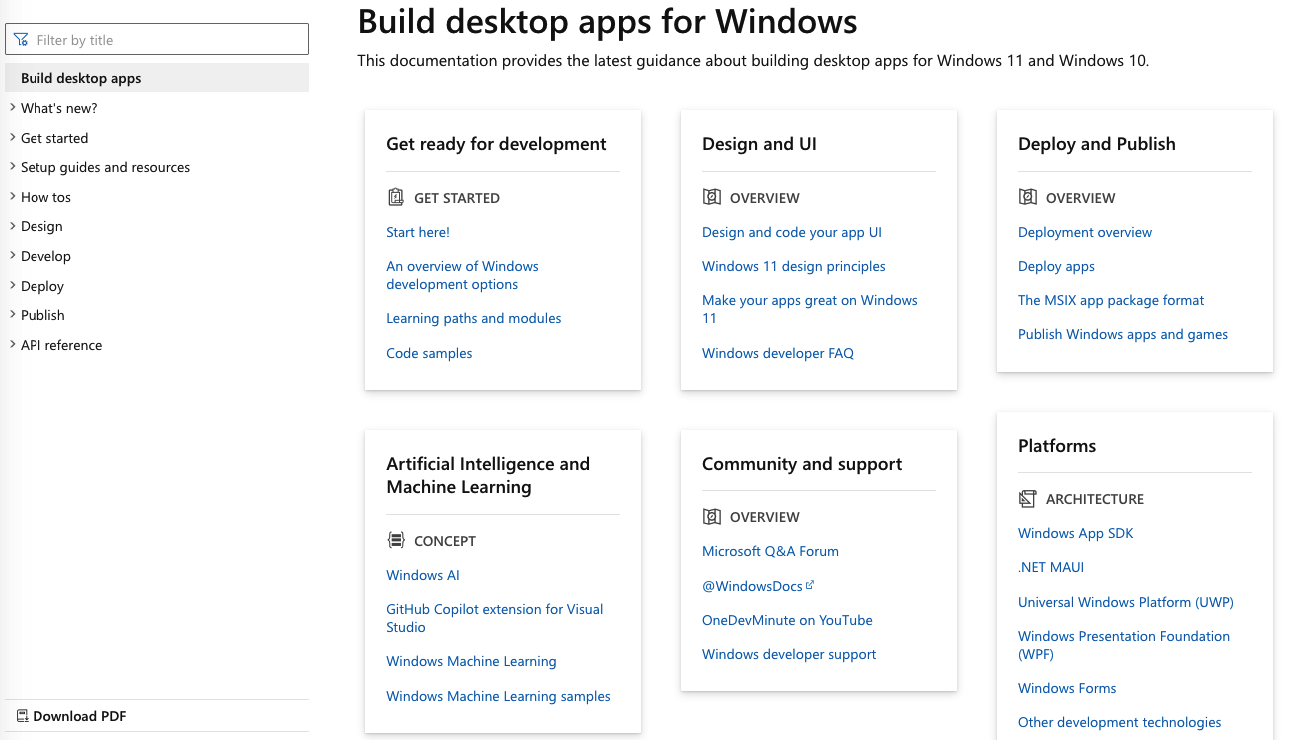 Filter by title
Build desktop apps
What's new?
Get started
Setup guides and resources
How tos
Design
Develop
Deploy
Publish
API reference
Download PDF
Build desktop apps for Windows
This documentation provides the latest guidance about building desktop apps for Windows 11 and Windows 10.
Get ready for development
GET STARTED
Start here!
An overview of Windows
development options
Learning paths and modules
Code samples
Design and UI
OVERVIEW
Design and code your app UI
Windows 11 design principles
Make your apps great on Windows
11
Windows developer FAQ
Deploy and Publish
OVERVIEW
Deployment overview
Deploy apps
The MSIX app package format
Publish Windows apps and games
Artificial Intelligence and
Machine Learning
CONCEPT
Windows AI
GitHub Copilot extension for Visual
Studio
Windows Machine Learning
Windows Machine Learning samples
Community and support
OVERVIEW
Microsoft Q&A Forum
@WindowsDocs
OneDevMinute on YouTube
Windows developer support
Platforms
ARCHITECTURE
Windows App SDK
.NET MAUI
Universal Windows Platform (UWP)
Windows Presentation Foundation
(WPF)
Windows Forms
Other development technologies